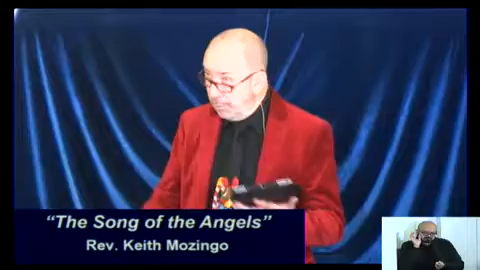 “The Song of the Angels”
Rev. Keith Mozingo